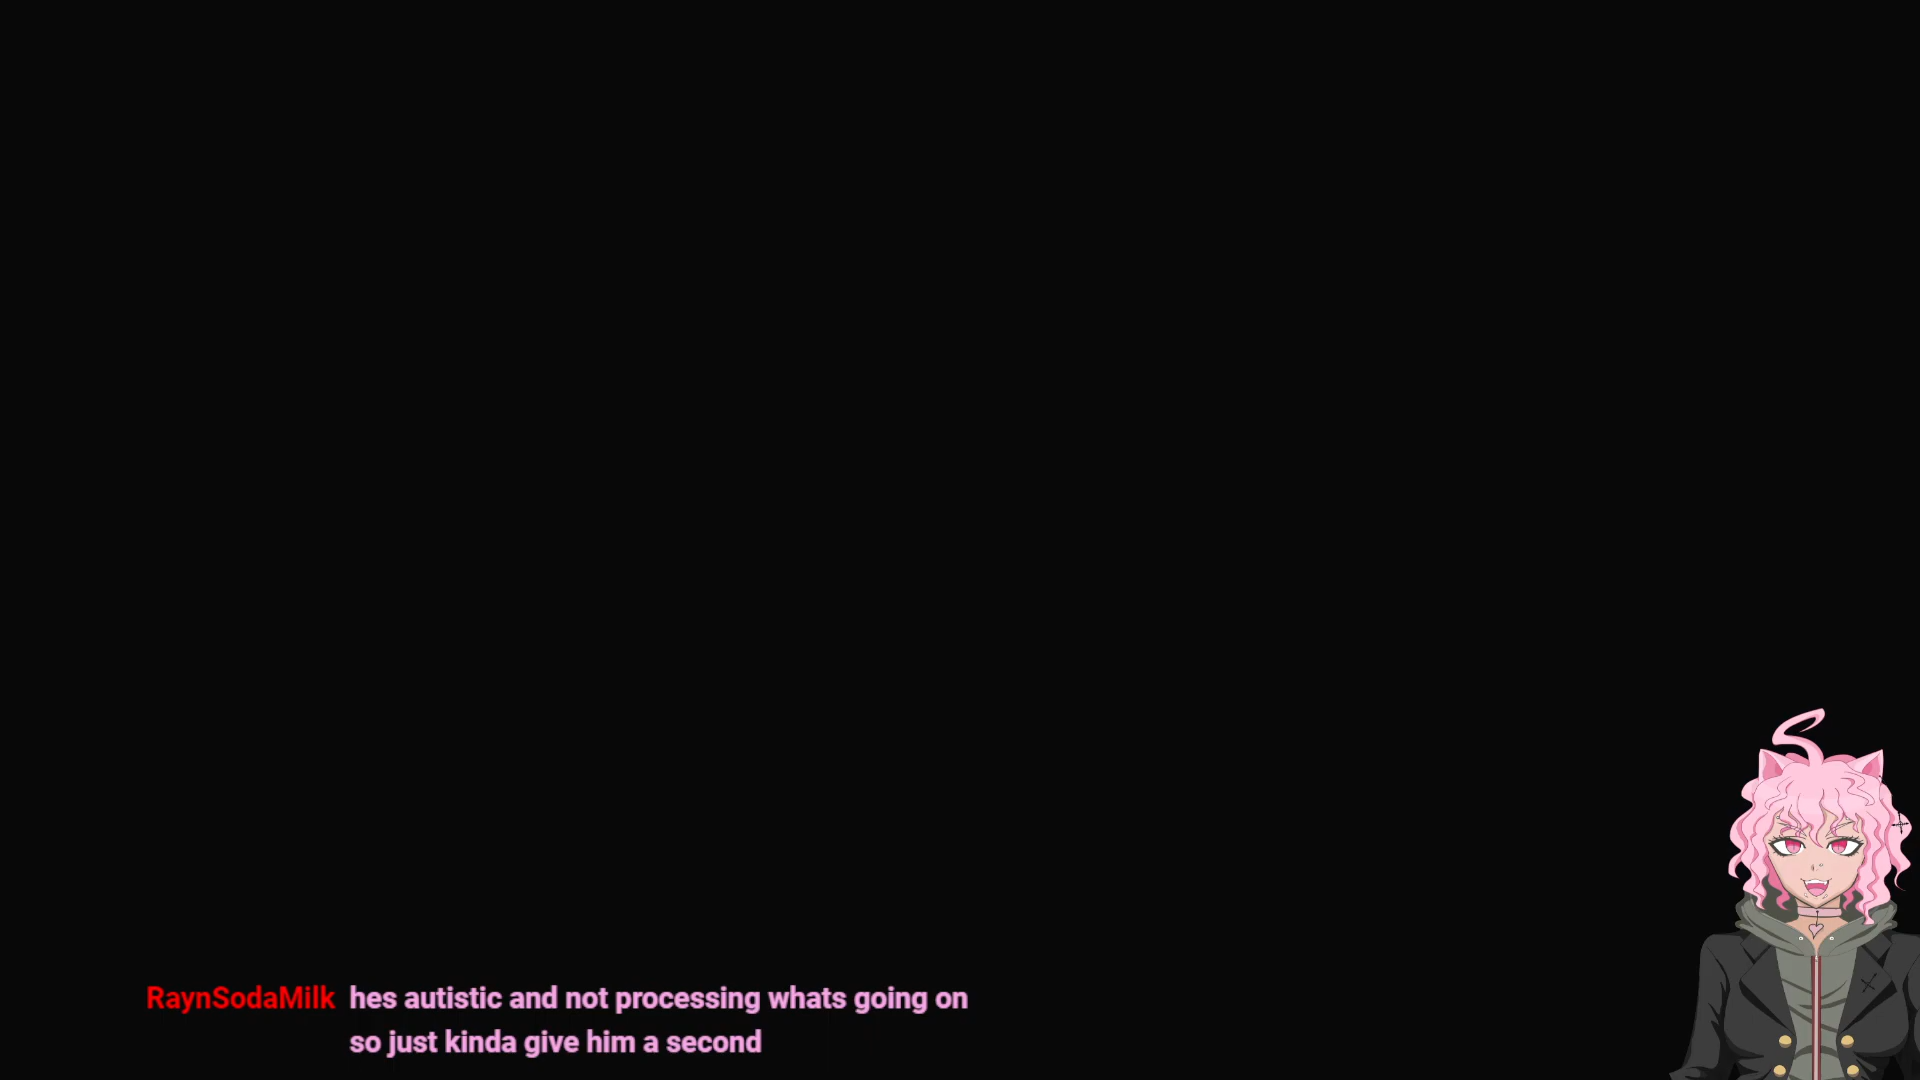 RaynSodaMilk hes autistic and not processing whats going on
so just kinda give him a second